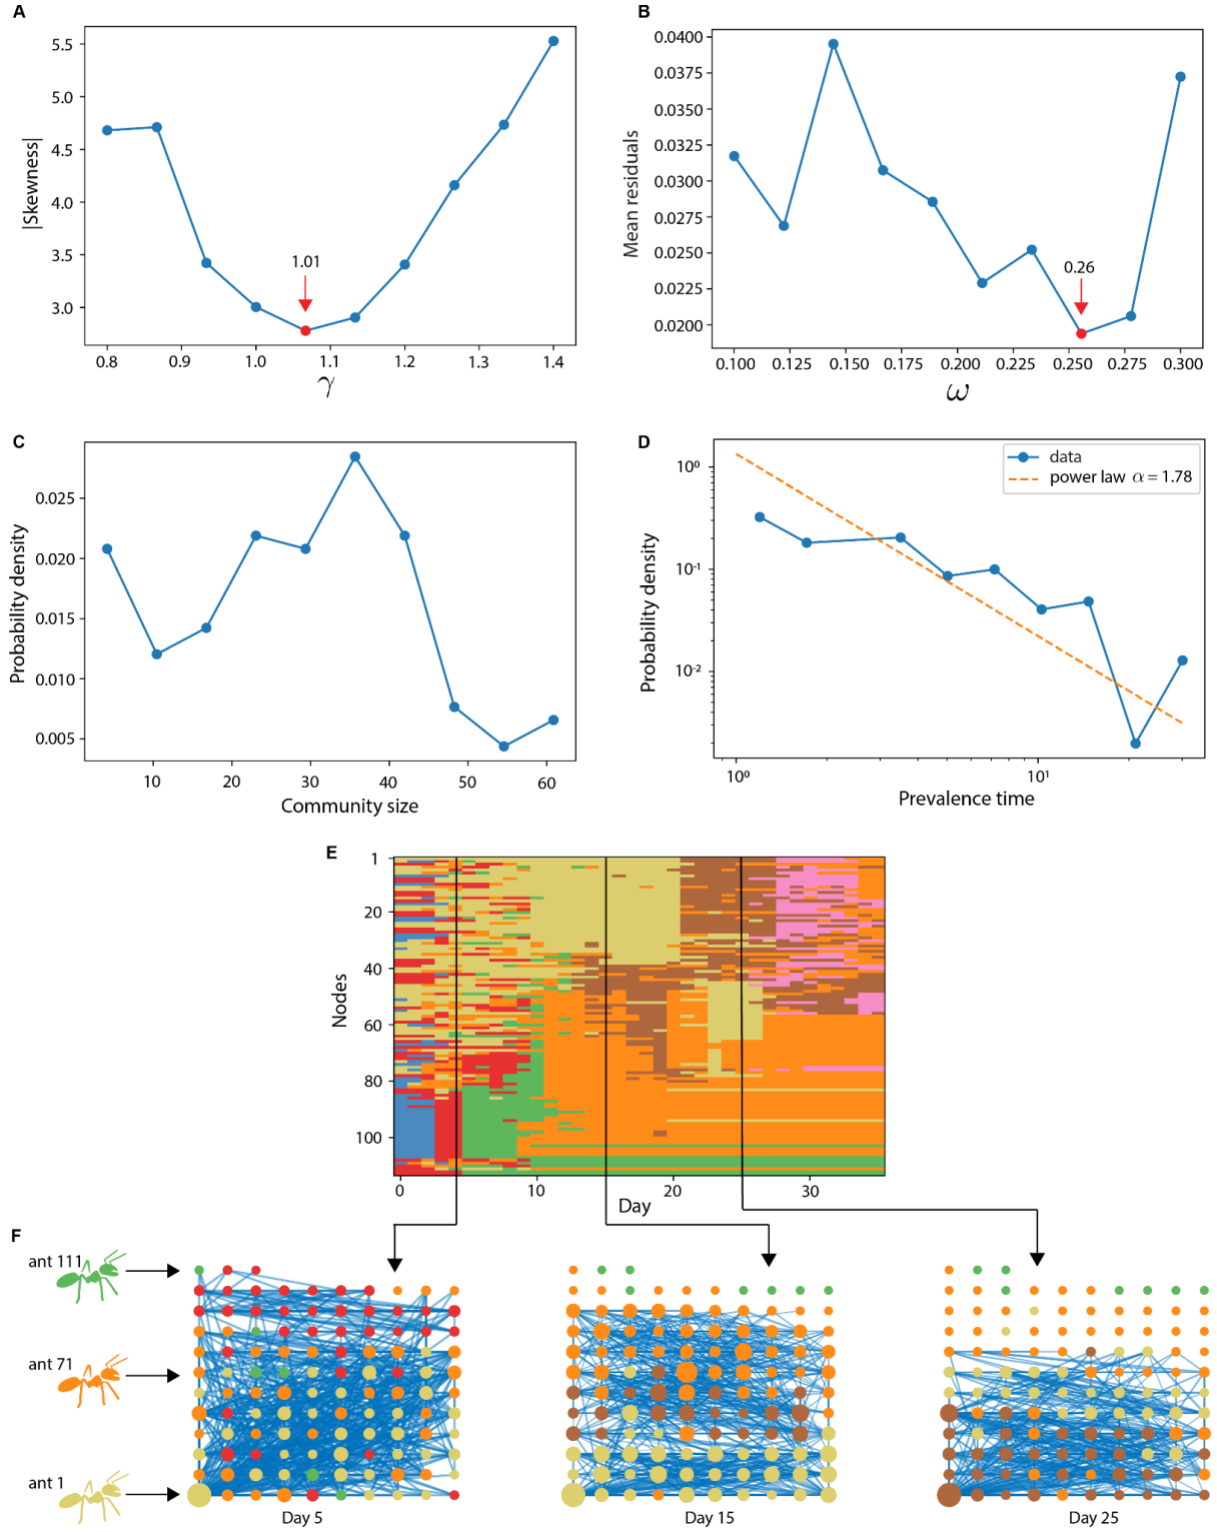 A
5.5
5.0
4.5
4.0
3.5
3.0
|Skewness|
1.01
0.8 0.9 1.0 1.1 1.2 1.3 1.4
γ
B
0.0400
0.0375
0.0350
0.0325
0.0300
0.0275
0.0250
0.0225
0.0200
Mean residuals
0.26
0.100 0.125 0.150 0.175 0.200 0.225 0.250 0.275 0.300
ω
C
0.025
0.020
0.015
0.010
0.005
Probability density
10 20 30 40 50 60
Community size
D
data
power law α = 1.78
10⁰
10⁻¹
10⁻²
Probability density
10⁰ 10¹
Prevalence time
E
1
20
40
60
80
100
Nodes
0 10 20 30
Day
F
ant 111
ant 71
ant 1
Day 5 Day 15 Day 25